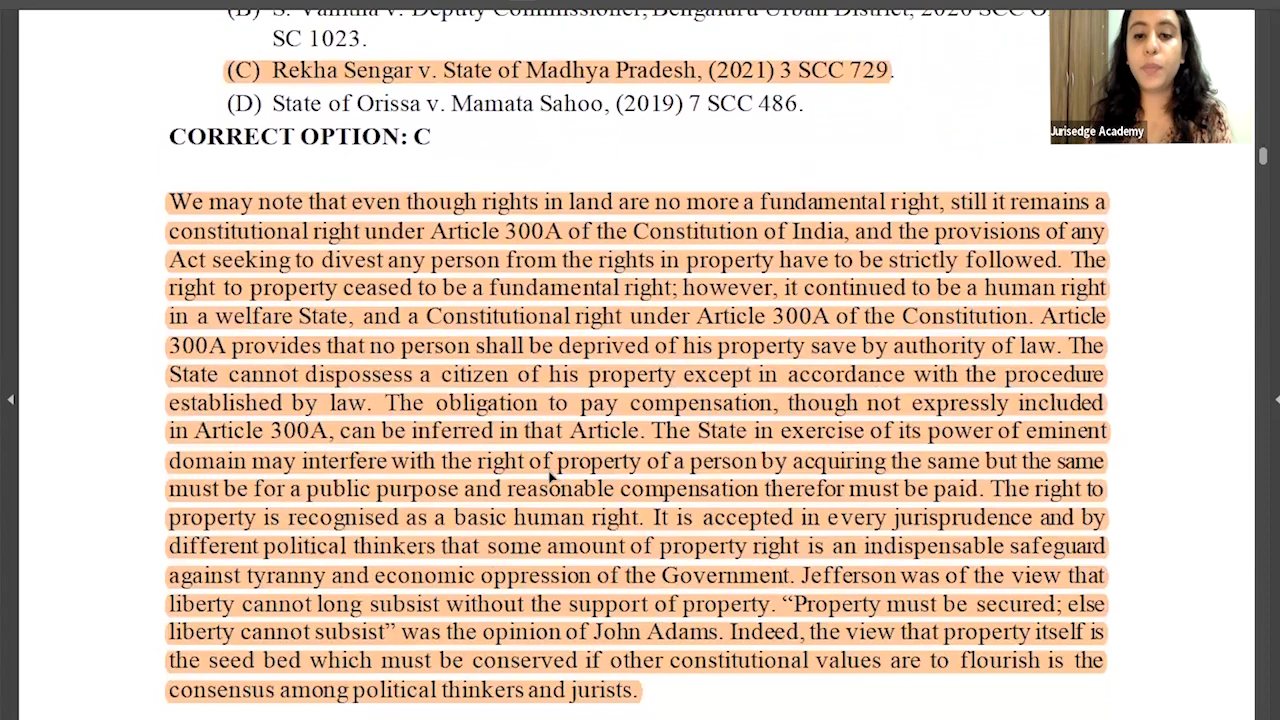 (B) S. Vanitha v. Deputy Commissioner, Bengaluru Urban District, 2020 SCC O
SC 1023.
(C) Rekha Sengar v. State of Madhya Pradesh, (2021) 3 SCC 729.
(D) State of Orissa v. Mamata Sahoo, (2019) 7 SCC 486.
CORRECT OPTION: C
Jurisedge Academy
We may note that even though rights in land are no more a fundamental right, still it remains a
constitutional right under Article 300A of the Constitution of India, and the provisions of any
Act seeking to divest any person from the rights in property have to be strictly followed. The
right to property ceased to be a fundamental right; however, it continued to be a human right
in a welfare State, and a Constitutional right under Article 300A of the Constitution. Article
300A provides that no person shall be deprived of his property save by authority of law. The
State cannot dispossess a citizen of his property except in accordance with the procedure
established by law. The obligation to pay compensation, though not expressly included
in Article 300A, can be inferred in that Article. The State in exercise of its power of eminent
domain may interfere with the right of property of a person by acquiring the same but the same
must be for a public purpose and reasonable compensation therefor must be paid. The right to
property is recognised as a basic human right. It is accepted in every jurisprudence and by
different political thinkers that some amount of property right is an indispensable safeguard
against tyranny and economic oppression of the Government. Jefferson was of the view that
liberty cannot long subsist without the support of property. “Property must be secured; else
liberty cannot subsist” was the opinion of John Adams. Indeed, the view that property itself is
the seed bed which must be conserved if other constitutional values are to flourish is the
consensus among political thinkers and jurists.